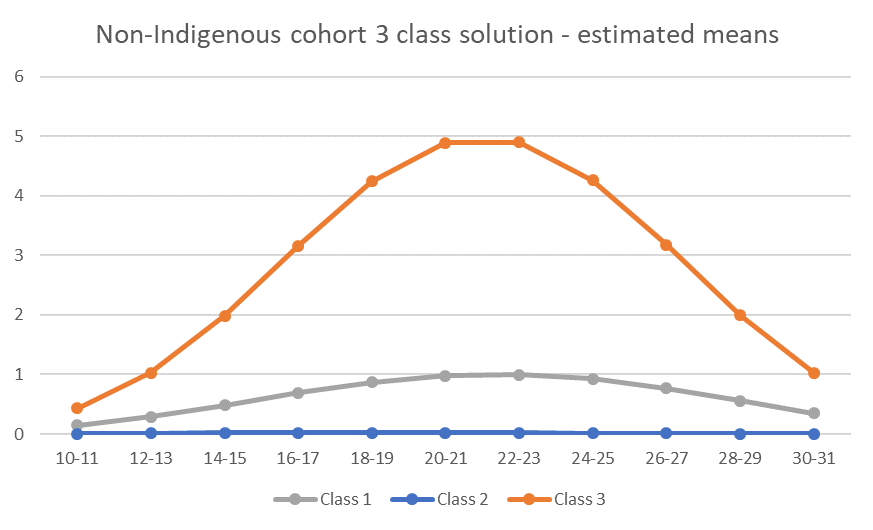 Non-Indigenous cohort 3 class solution - estimated means
6
5
4
3
2
1
0
10-11 12-13 14-15 16-17 18-19 20-21 22-23 24-25 26-27 28-29 30-31
Class 1 Class 2 Class 3